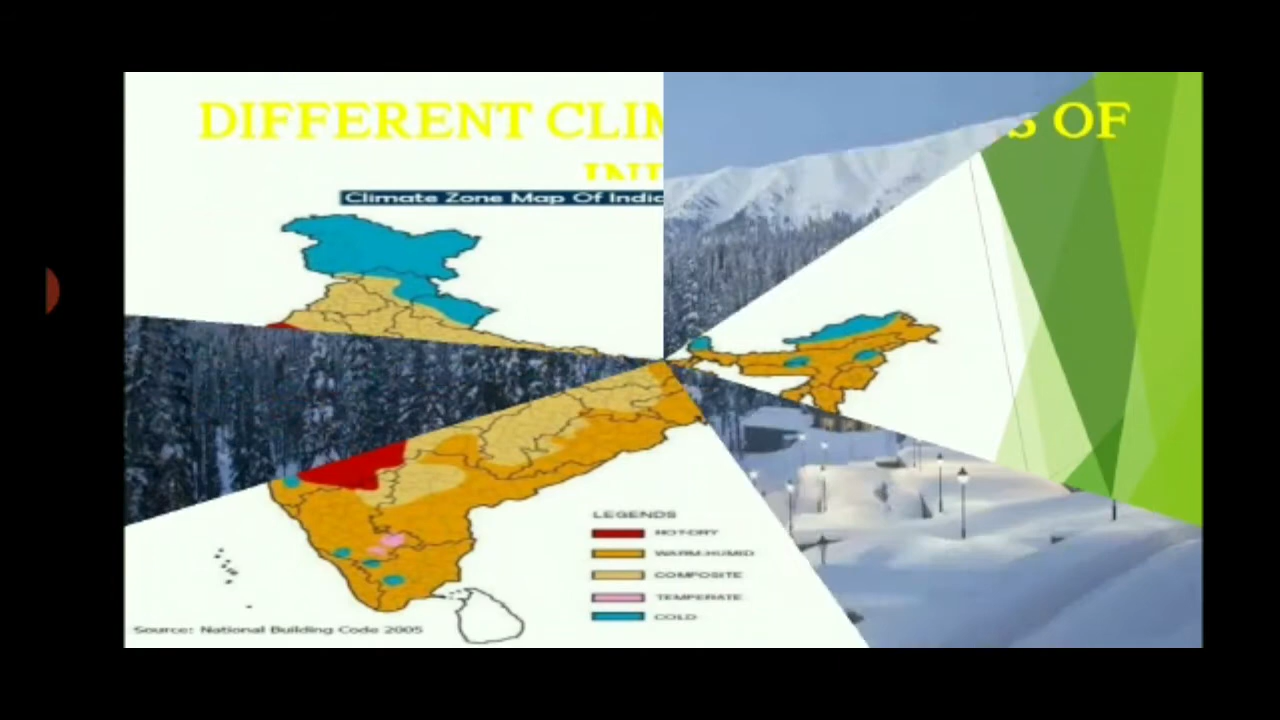 DIFFERENT CLIM S OF
Climate Zone Map Of India
LEGENDS
HOT-DRY
WARM-HUMID
COMPOSITE
TEMPERATE
COLD
Source: National Building Code 2005